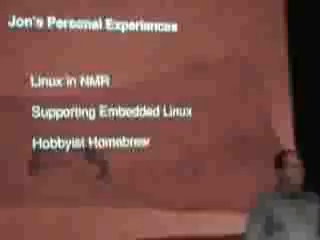 Jon's Personal Experiences
Linux in NMR
Supporting Embedded Linux
Hobbyist Homebrew